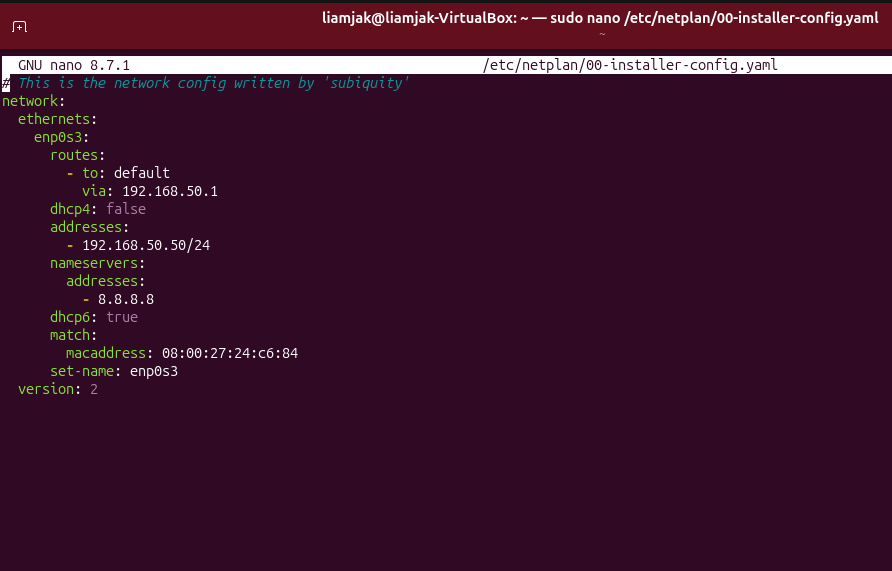 liamjak@liamjak-VirtualBox: ~ — sudo nano /etc/netplan/00-installer-config.yaml
~
GNU nano 8.7.1 /etc/netplan/00-installer-config.yaml
# This is the network config written by 'subiquity'
network:
  ethernets:
    enp0s3:
      routes:
        - to: default
          via: 192.168.50.1
      dhcp4: false
      addresses:
        - 192.168.50.50/24
      nameservers:
        addresses:
          - 8.8.8.8
      dhcp6: true
      match:
        macaddress: 08:00:27:24:c6:84
      set-name: enp0s3
  version: 2